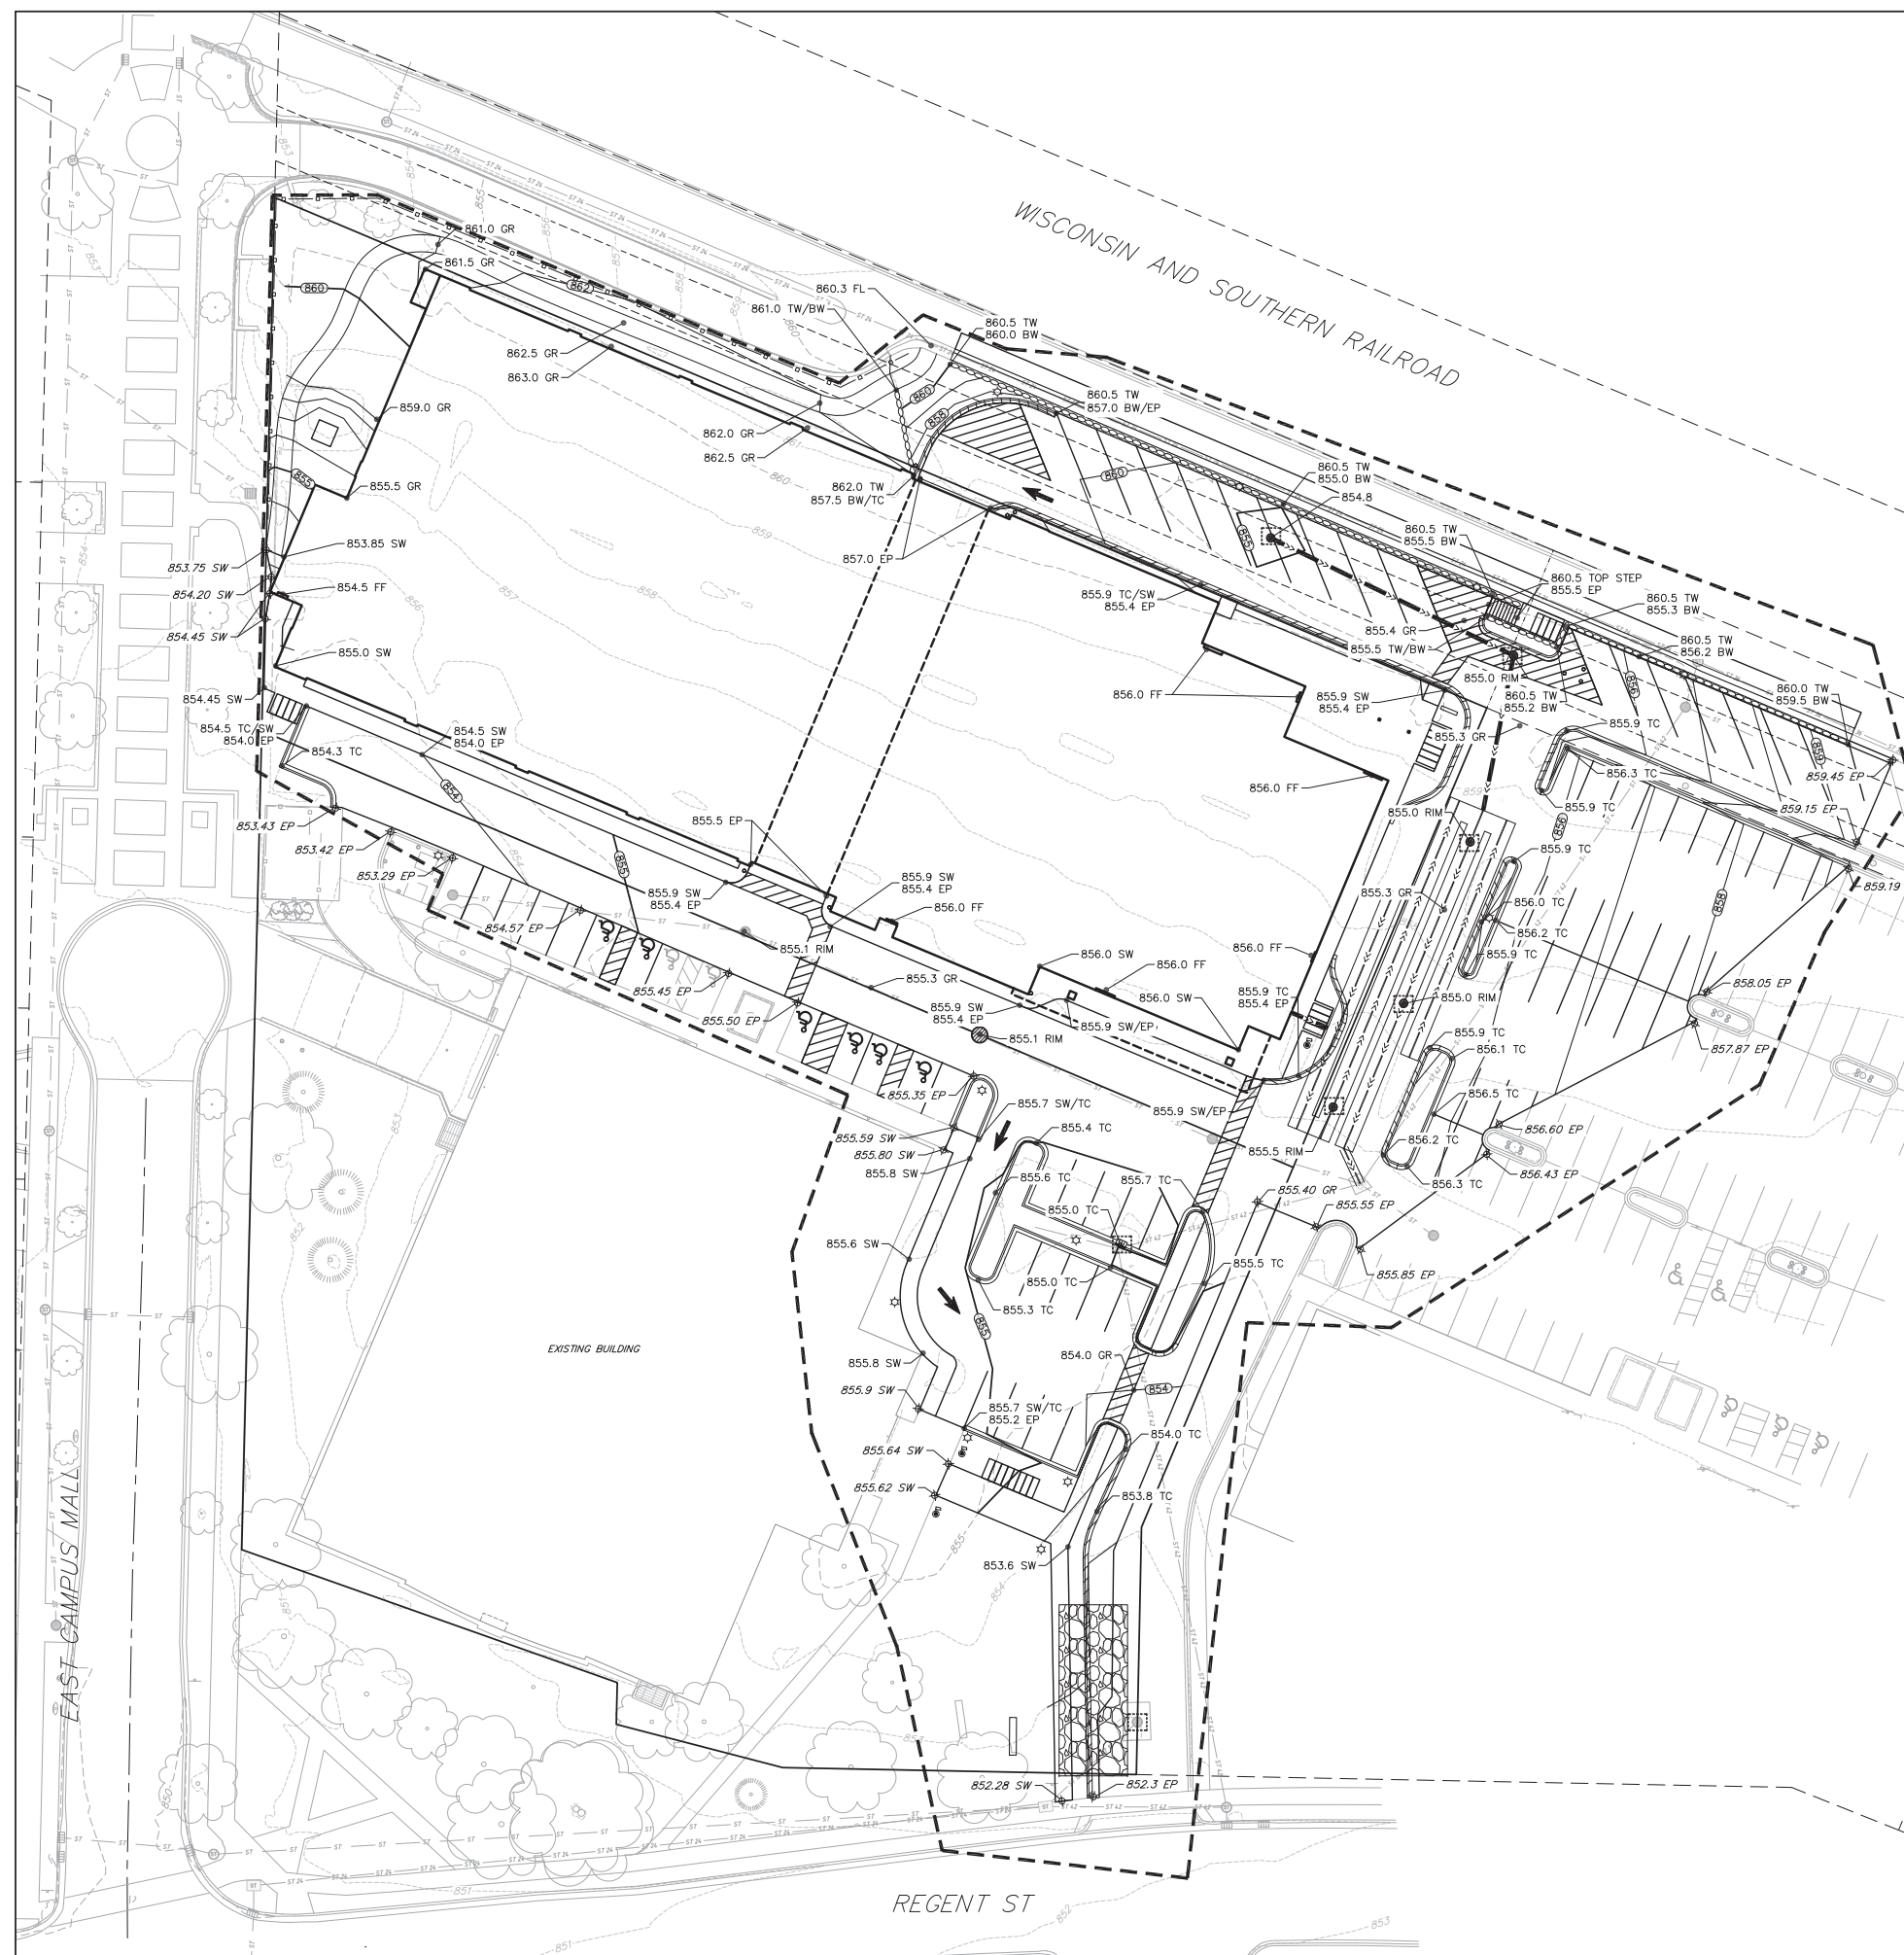 WISCONSIN AND SOUTHERN RAILROAD
861.0 GR
861.5 GR
860
862
860.3 FL
861.0 TW/BW
860.5 TW
860.0 BW
862.5 GR
863.0 GR
859.0 GR
860
858
860.5 TW
857.0 BW/EP
862.0 GR
862.5 GR
860
860.5 TW
855.0 BW
854.8
862.0 TW
857.5 BW/TC
855
855.5 GR
860.5 TW
855.5 BW
855
853.85 SW
853.75 SW
857.0 EP
860.5 TOP STEP
855.5 EP
854.5 FF
854.20 SW
855.9 TC/SW
855.4 EP
860.5 TW
855.3 BW
854.45 SW
855.4 GR
855.5 TW/BW
860.5 TW
856.2 BW
855.0 SW
855.0 RIM
856
860.0 TW
859.5 BW
856.0 FF
855.9 SW
855.4 EP
860.5 TW
855.2 BW
854.45 SW
855.9 TC
854.5 TC/SW
854.0 EP
854.5 SW
854.0 EP
855.3 GR
859
854.3 TC
856.3 TC
859.45 EP
854
856.0 FF
855.9 TC
859.15 EP
853.43 EP
855.5 EP
855.0 RIM
856
853.42 EP
855.9 TC
855
853.29 EP
859.19
855.9 SW
855.4 EP
855.9 SW
855.4 EP
856.0 FF
855.3 GR
856.0 TC
858
854.57 EP
856.2 TC
855.1 RIM
856.0 SW
856.0 FF
856.0 FF
855.9 TC
855.3 GR
855.45 EP
858.05 EP
855.9 TC
855.4 EP
855.0 RIM
856.0 SW
855.9 SW
855.4 EP
855.50 EP
855.9 SW/EP
855.1 RIM
855.9 TC
857.87 EP
856.1 TC
855.35 EP
855.7 SW/TC
855.9 SW/EP
856.5 TC
856.60 EP
855.59 SW
855.4 TC
856.2 TC
855.80 SW
855.5 RIM
856.3 TC
856.43 EP
855.8 SW
855.6 TC
855.7 TC
855.40 GR
855.0 TC
855.55 EP
855.6 SW
855.5 TC
855.0 TC
855.85 EP
855.3 TC
855
EXISTING BUILDING
855.8 SW
854.0 GR
855.9 SW
854
855.7 SW/TC
855.2 EP
854.0 TC
855.64 SW
855.62 SW
853.8 TC
853.6 SW
EAST CAMPUS MALL
852.28 SW
852.3 EP
REGENT ST
851
851
852
853
850